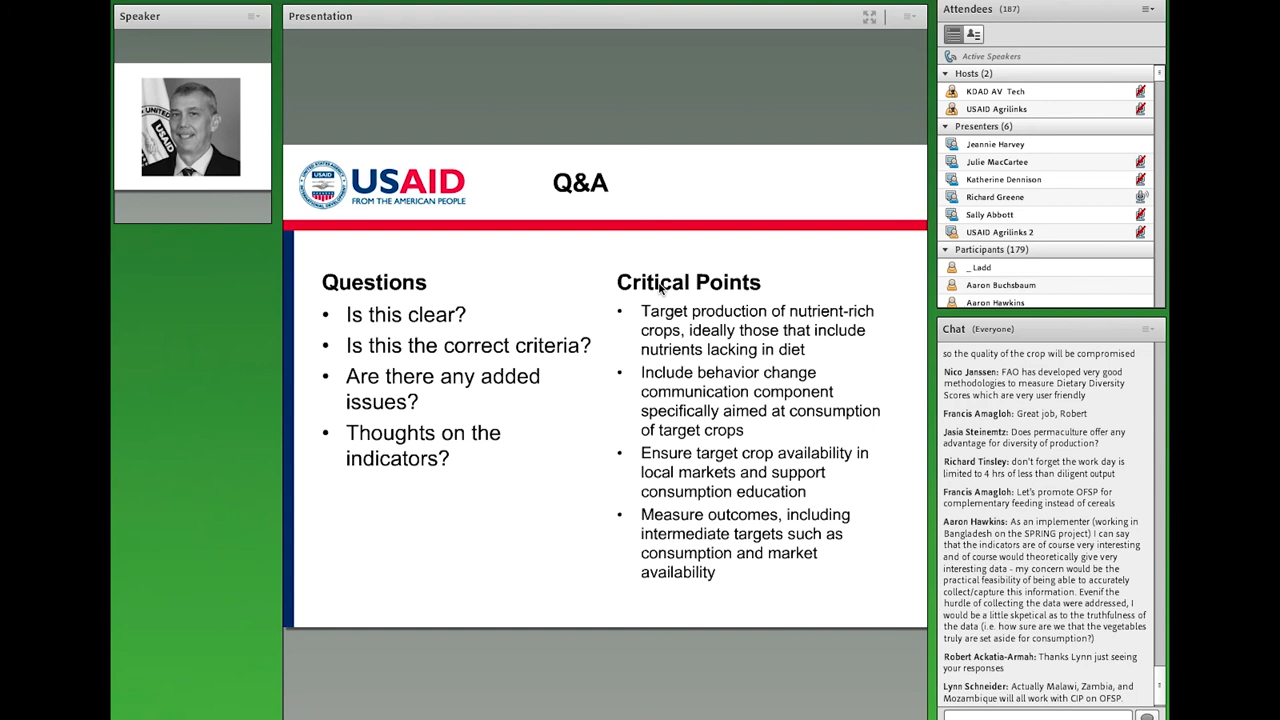 Speaker
UNITED
USAID
Presentation
UNITED STATES AGENCY
INTERNATIONAL DEVELOPMENT
USAID
USAID
FROM THE AMERICAN PEOPLE
Q&A
Questions
• Is this clear?
• Is this the correct criteria?
• Are there any added
issues?
• Thoughts on the
indicators?
Critical Points
• Target production of nutrient-rich
crops, ideally those that include
nutrients lacking in diet
• Include behavior change
communication component
specifically aimed at consumption
of target crops
• Ensure target crop availability in
local markets and support
consumption education
• Measure outcomes, including
intermediate targets such as
consumption and market
availability
Attendees (187)
Active Speakers
Hosts (2)
KDAD AV Tech
USAID Agrilinks
Presenters (6)
Jeannie Harvey
Julie MacCartee
Katherine Dennison
Richard Greene
Sally Abbott
USAID Agrilinks 2
Participants (179)
_ Ladd
Aaron Buchsbaum
Aaron Hawkins
Chat (Everyone)
so the quality of the crop will be compromised
Nico Janssen: FAO has developed very good
methodologies to measure Dietary Diversity
Scores which are very user friendly
Francis Amagloh: Great job, Robert
Jasia Steinemtz: Does permaculture offer any
advantage for diversity of production?
Richard Tinsley: don't forget the work day is
limited to 4 hrs of less than diligent output
Francis Amagloh: Let's promote OFSP for
complementary feeding instead of cereals
Aaron Hawkins: As an implementer (working in
Bangladesh on the SPRING project) I can say
that the indicators are of course very interesting
and of course would theoretically give very
interesting data - my concern would be the
practical feasibility of being able to accurately
collect/capture this information. Evenif the
hurdle of collecting the data were addressed, I
would be a little skpetical as to the truthfulness of
the data (i.e. how sure are we that the vegetables
truly are set aside for consumption?)
Robert Ackatia-Armah: Thanks Lynn just seeing
your responses
Lynn Schneider: Actually Malawi, Zambia, and
Mozambique will all work with CIP on OFSP.